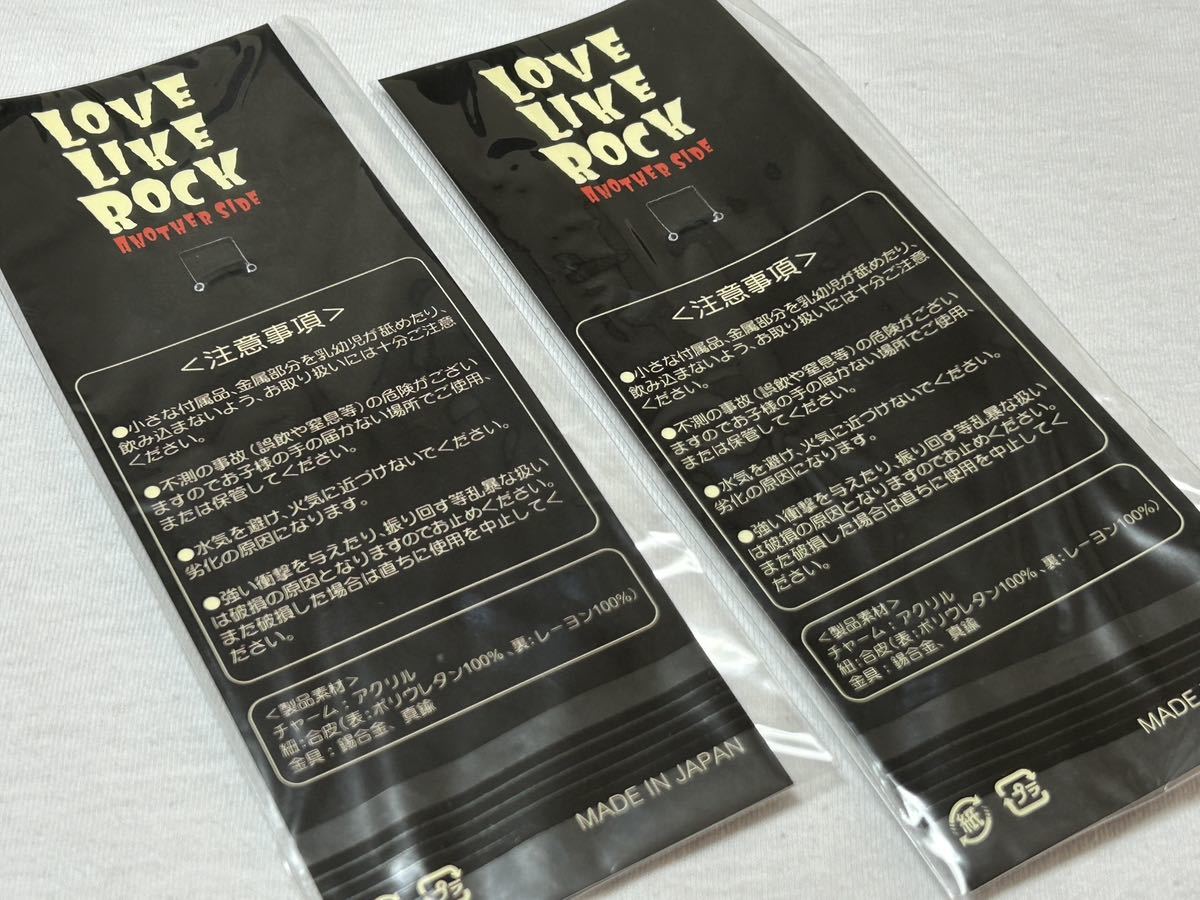 LOVE
LIKE
ROCK
ANOTHER SIDE
＜注意事項＞
●小さな付属品、金属部分を乳幼児が舐めたり、
飲み込まないよう、お取り扱いには十分ご注意
ください。
●不測の事故(誤飲や窒息等)の危険がござい
ますのでお子様の手の届かない場所でご使用、
または保管してください。
●水気を避け、火気に近づけないでください。
劣化の原因になります。
●強い衝撃を与えたり、振り回す等乱暴な扱い
は破損の原因となりますのでお止めください。
また破損した場合は直ちに使用を中止してく
ださい。
＜製品素材＞
チャーム：アクリル
紐:合皮(表:ポリウレタン100%、裏:レーヨン100%)
金具：錫合金、真鍮
MADE IN JAPAN
LOVE
LIKE
ROCK
ANOTHER SIDE
＜注意事項＞
●小さな付属品、金属部分を乳幼児が舐めたり、
飲み込まないよう、お取り扱いには十分ご注意
ください。
●不測の事故(誤飲や窒息等)の危険がござい
ますのでお子様の手の届かない場所でご使用、
または保管してください。
●水気を避け、火気に近づけないでください。
劣化の原因になります。
●強い衝撃を与えたり、振り回す等乱暴な扱い
は破損の原因となりますのでお止めください。
また破損した場合は直ちに使用を中止してく
ださい。
＜製品素材＞
チャーム：アクリル
紐:合皮(表:ポリウレタン100%、裏:レーヨン100%)
金具：錫合金、真鍮
MADE
紙 プラ